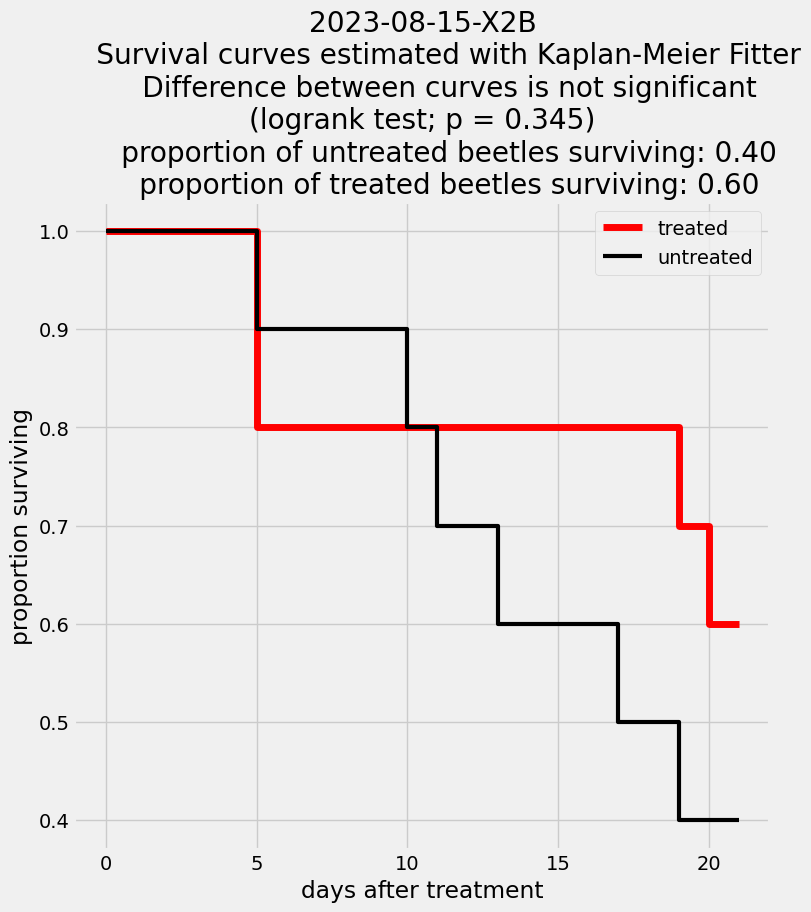 2023-08-15-X2B
Survival curves estimated with Kaplan-Meier Fitter
Difference between curves is not significant
(logrank test; p = 0.345)
proportion of untreated beetles surviving: 0.40
proportion of treated beetles surviving: 0.60
treated
untreated
1.0
0.9
0.8
0.7
0.6
0.5
0.4
proportion surviving
0 5 10 15 20
days after treatment